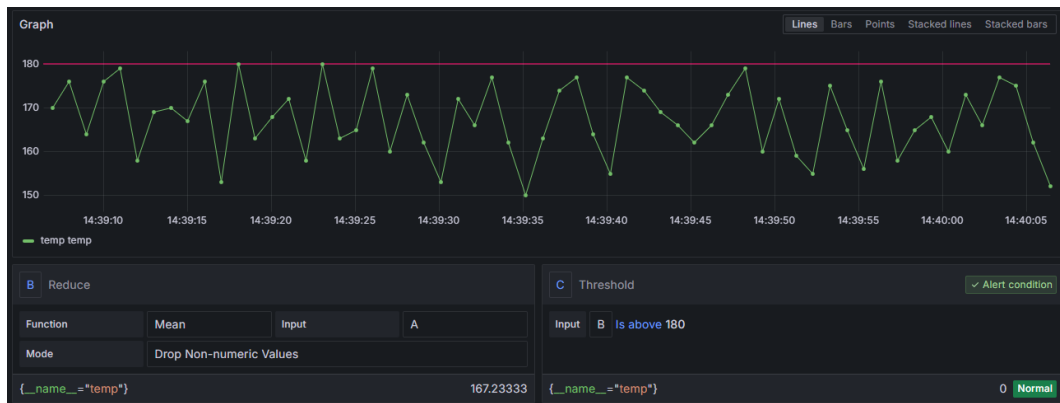 Graph
Lines Bars Points Stacked lines Stacked bars
180
170
160
150
14:39:10 14:39:15 14:39:20 14:39:25 14:39:30 14:39:35 14:39:40 14:39:45 14:39:50 14:39:55 14:40:00 14:40:05
temp temp
B Reduce
Function Mean Input A
Mode Drop Non-numeric Values
{__name__="temp"} 167.23333
C Threshold
Alert condition
Input B Is above 180
{__name__="temp"} 0 Normal